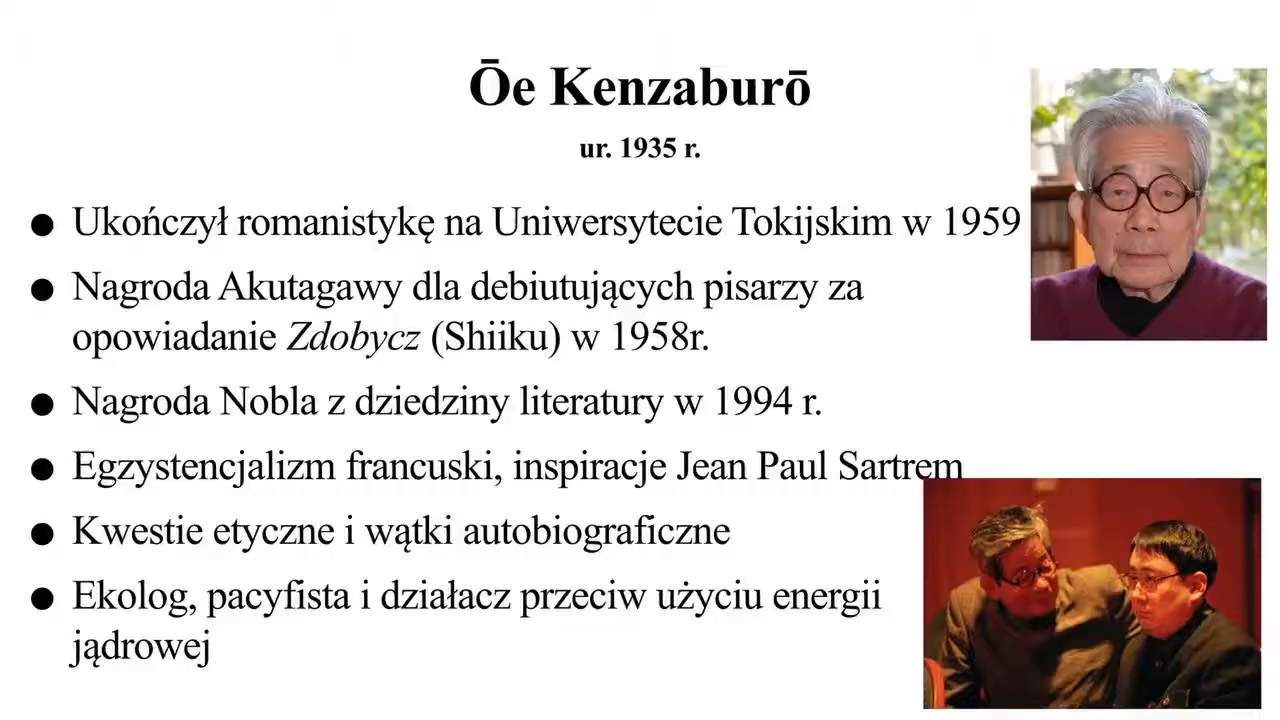 Ōe Kenzaburō
ur. 1935 r.
● Ukończył romanistykę na Uniwersytecie Tokijskim w 1959
● Nagroda Akutagawy dla debiutujących pisarzy za
opowiadanie Zdobycz (Shiiku) w 1958r.
● Nagroda Nobla z dziedziny literatury w 1994 r.
● Egzystencjalizm francuski, inspiracje Jean Paul Sartrem
● Kwestie etyczne i wątki autobiograficzne
● Ekolog, pacyfista i działacz przeciw użyciu energii
jądrowej